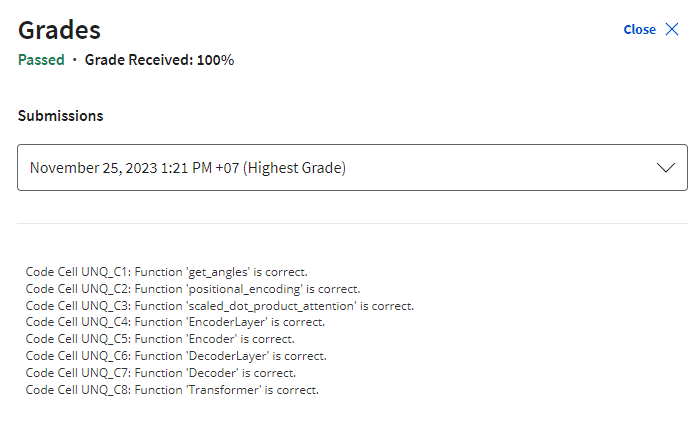 Grades
Close
Passed · Grade Received: 100%
Submissions
November 25, 2023 1:21 PM +07 (Highest Grade)
Code Cell UNQ_C1: Function 'get_angles' is correct.
Code Cell UNQ_C2: Function 'positional_encoding' is correct.
Code Cell UNQ_C3: Function 'scaled_dot_product_attention' is correct.
Code Cell UNQ_C4: Function 'EncoderLayer' is correct.
Code Cell UNQ_C5: Function 'Encoder' is correct.
Code Cell UNQ_C6: Function 'DecoderLayer' is correct.
Code Cell UNQ_C7: Function 'Decoder' is correct.
Code Cell UNQ_C8: Function 'Transformer' is correct.